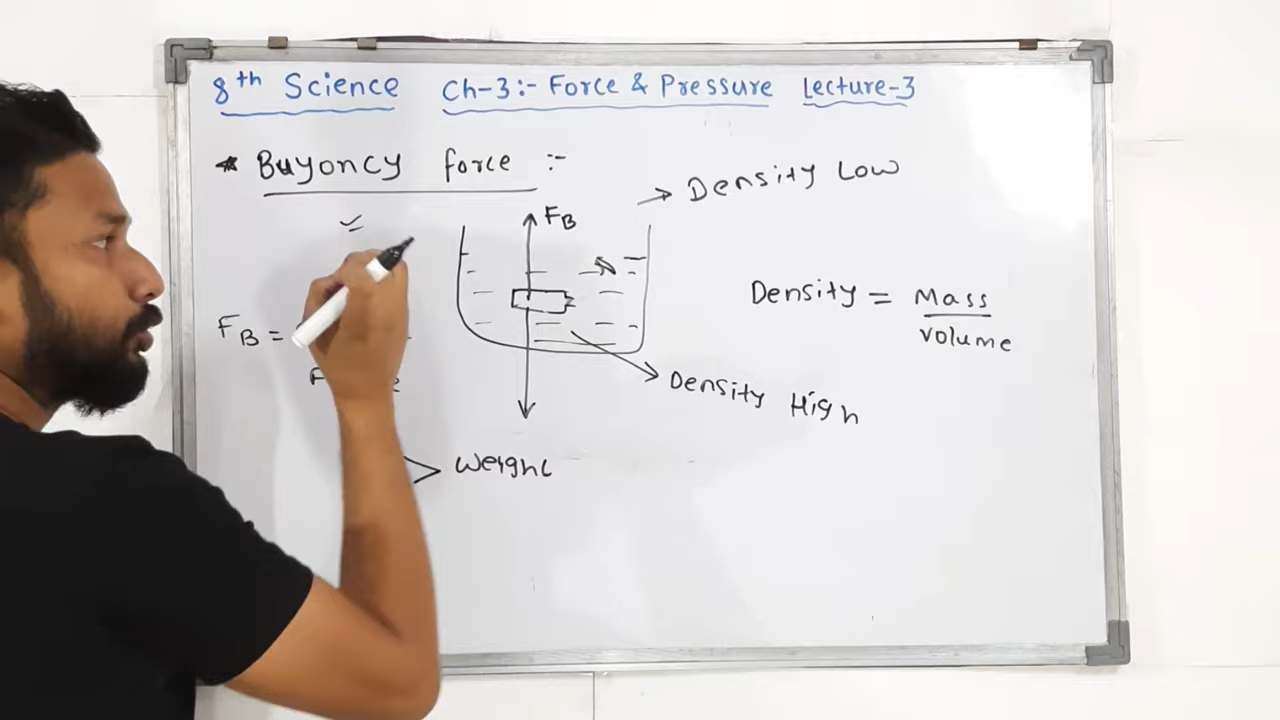 8th Science Ch-3:- Force & Pressure Lecture-3
* Buyoncy force :-
→ Density Low
FB
Density = Mass
volume
FB =
→ Density High
> weight